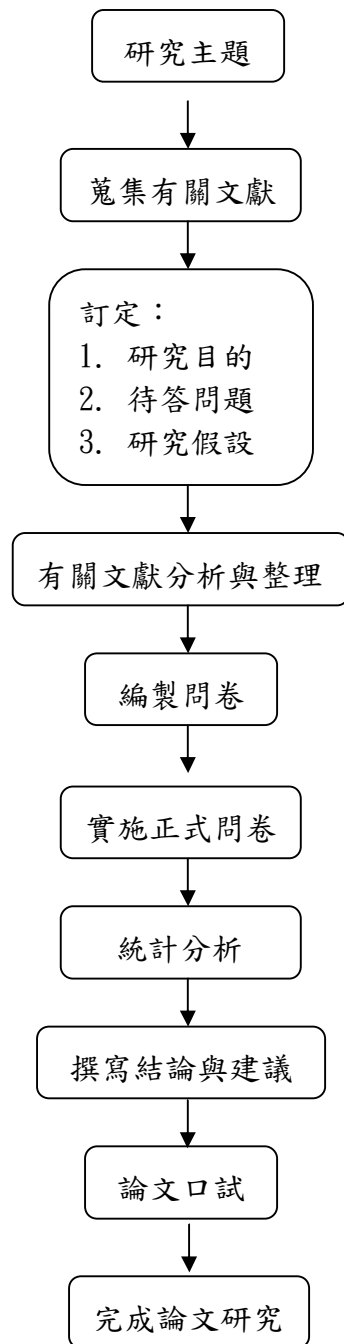 研究主題
蒐集有關文獻
訂定：
1. 研究目的
2. 待答問題
3. 研究假設
有關文獻分析與整理
編製問卷
實施正式問卷
統計分析
撰寫結論與建議
論文口試
完成論文研究